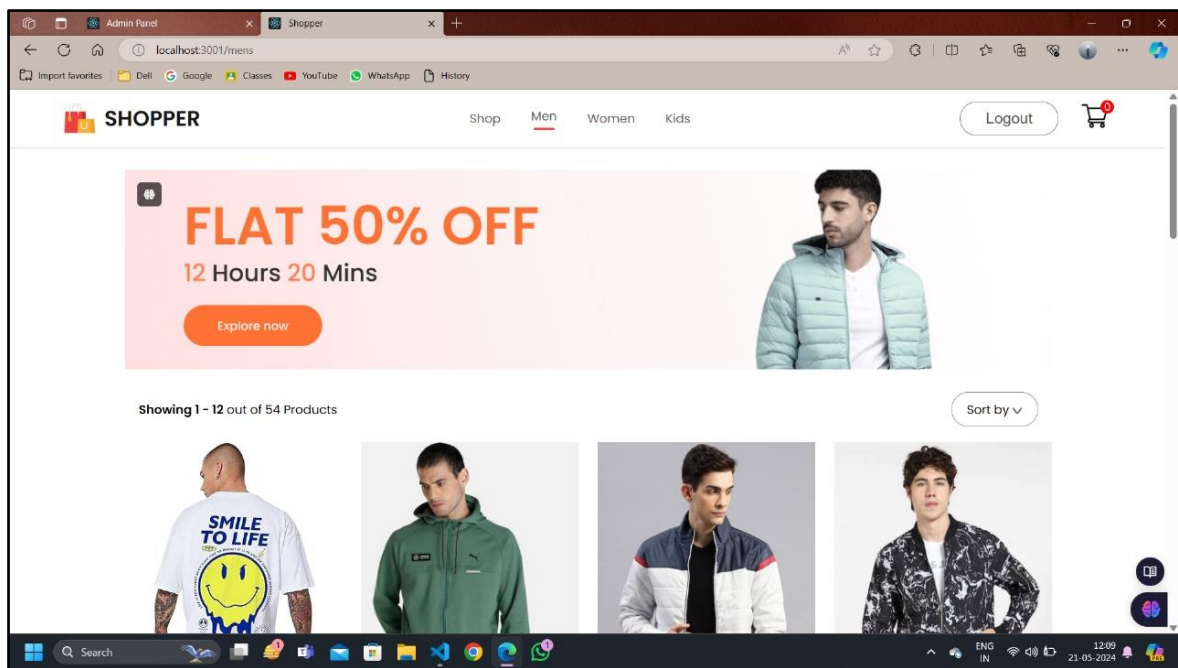 Admin Panel
Shopper
localhost:3001/mens
Import favorites
Dell
Google
Classes
YouTube
WhatsApp
History
SHOPPER
Shop
Men
Women
Kids
Logout
0
FLAT 50% OFF
12 Hours 20 Mins
Explore now
Showing 1 - 12 out of 54 Products
Sort by
SMILE
TO LIFE
Search
ENG
IN
12:09
21-05-2024